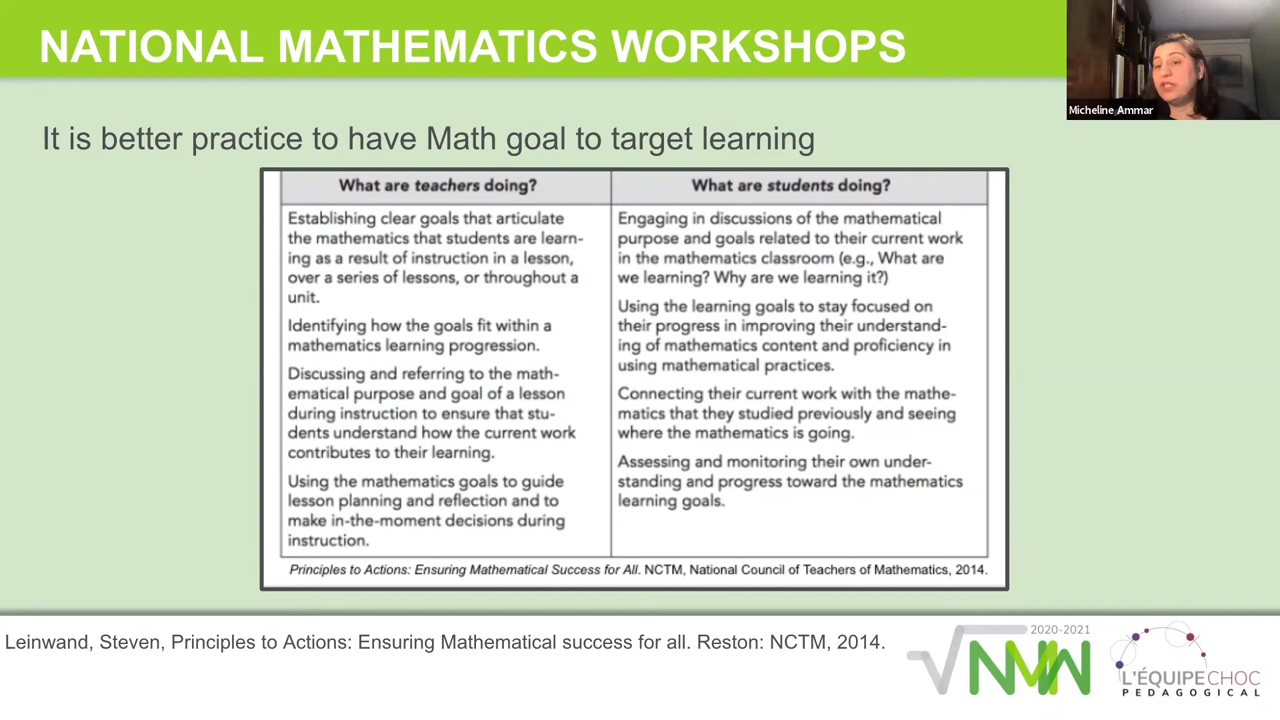 NATIONAL MATHEMATICS WORKSHOPS
Micheline Ammar
It is better practice to have Math goal to target learning
What are teachers doing?
Establishing clear goals that articulate
the mathematics that students are learn-
ing as a result of instruction in a lesson,
over a series of lessons, or throughout a
unit.
Identifying how the goals fit within a
mathematics learning progression.
Discussing and referring to the math-
ematical purpose and goal of a lesson
during instruction to ensure that stu-
dents understand how the current work
contributes to their learning.
Using the mathematics goals to guide
lesson planning and reflection and to
make in-the-moment decisions during
instruction.
What are students doing?
Engaging in discussions of the mathematical
purpose and goals related to their current work
in the mathematics classroom (e.g., What are
we learning? Why are we learning it?)
Using the learning goals to stay focused on
their progress in improving their understand-
ing of mathematics content and proficiency in
using mathematical practices.
Connecting their current work with the mathe-
matics that they studied previously and seeing
where the mathematics is going.
Assessing and monitoring their own under-
standing and progress toward the mathematics
learning goals.
Principles to Actions: Ensuring Mathematical Success for All. NCTM, National Council of Teachers of Mathematics, 2014.
Leinwand, Steven, Principles to Actions: Ensuring Mathematical success for all. Reston: NCTM, 2014.
2020-2021
NMW
L'ÉQUIPECHOC
PEDAGOGICAL